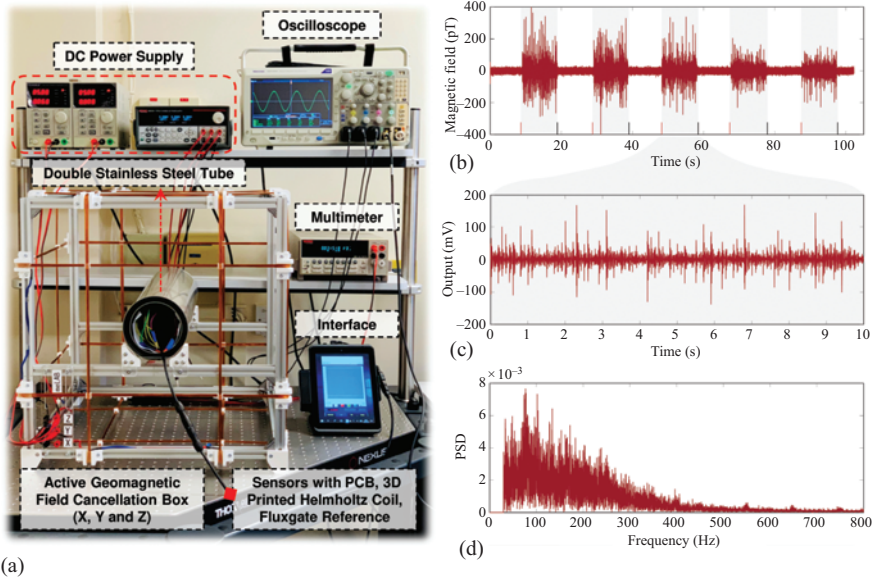 Oscilloscope
DC Power Supply
Double Stainless Steel Tube
Multimeter
Interface
Z
Y
X
NEXUS
THO
Active Geomagnetic
Field Cancellation Box
(X, Y and Z)
Sensors with PCB, 3D
Printed Helmholtz Coil,
Fluxgate Reference
(a)
Magnetic field (pT)
400
200
0
−200
−400
0 20 40 60 80 100
Time (s)
(b)
Output (mV)
200
100
0
−100
−200
0 1 2 3 4 5 6 7 8 9 10
Time (s)
(c)
× 10⁻³
PSD
8
6
4
2
0
0 100 200 300 400 500 600 700 800
Frequency (Hz)
(d)